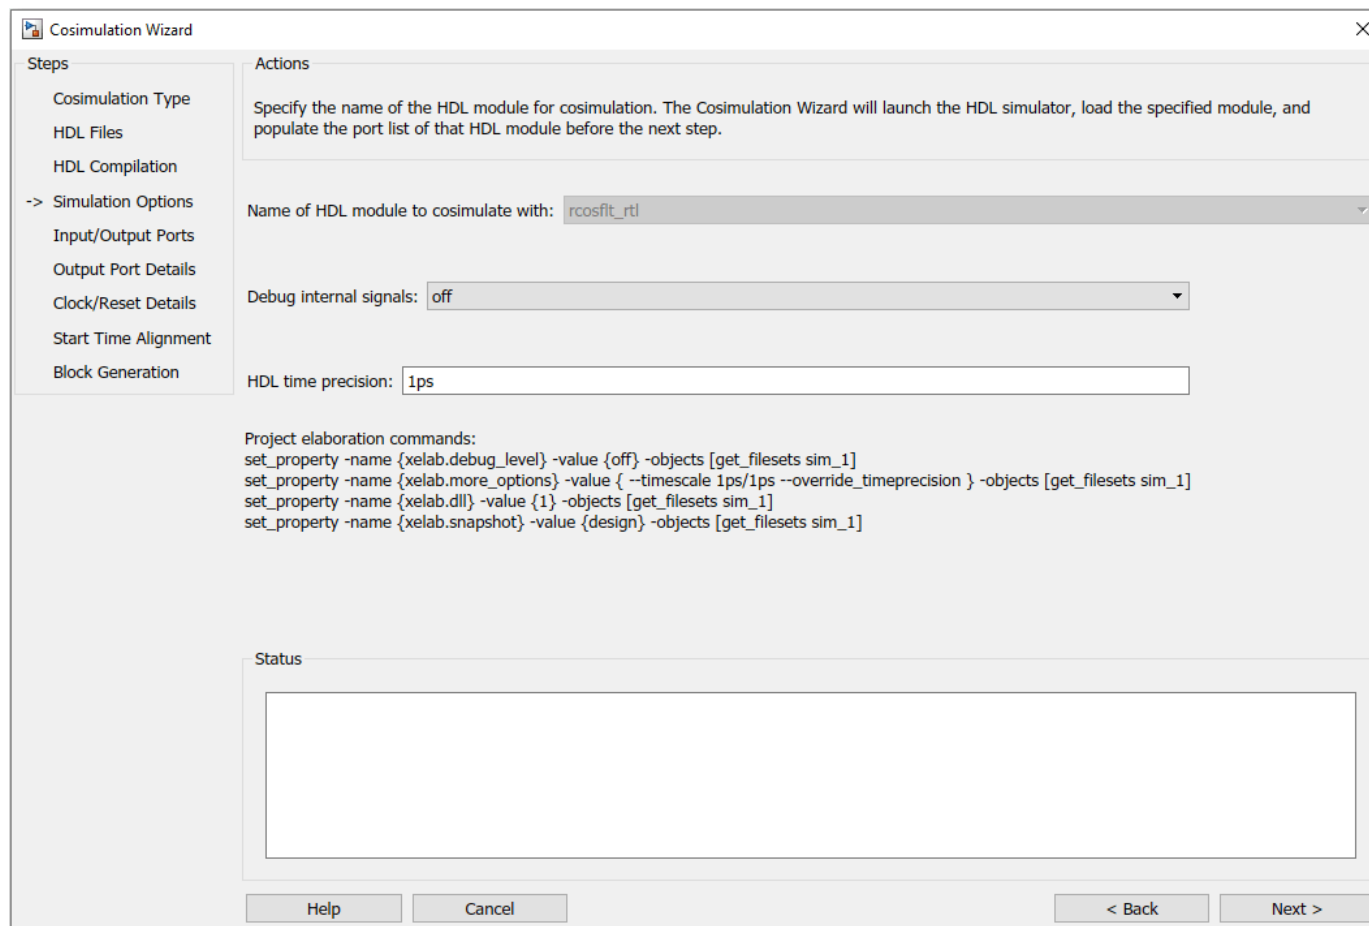 Cosimulation Wizard
Steps
Cosimulation Type
HDL Files
HDL Compilation
-> Simulation Options
Input/Output Ports
Output Port Details
Clock/Reset Details
Start Time Alignment
Block Generation
Actions
Specify the name of the HDL module for cosimulation. The Cosimulation Wizard will launch the HDL simulator, load the specified module, and
populate the port list of that HDL module before the next step.
Name of HDL module to cosimulate with: rcosflt_rtl
Debug internal signals: off
HDL time precision: 1ps
Project elaboration commands:
set_property -name {xelab.debug_level} -value {off} -objects [get_filesets sim_1]
set_property -name {xelab.more_options} -value { --timescale 1ps/1ps --override_timeprecision } -objects [get_filesets sim_1]
set_property -name {xelab.dll} -value {1} -objects [get_filesets sim_1]
set_property -name {xelab.snapshot} -value {design} -objects [get_filesets sim_1]
Status
Help Cancel < Back Next >